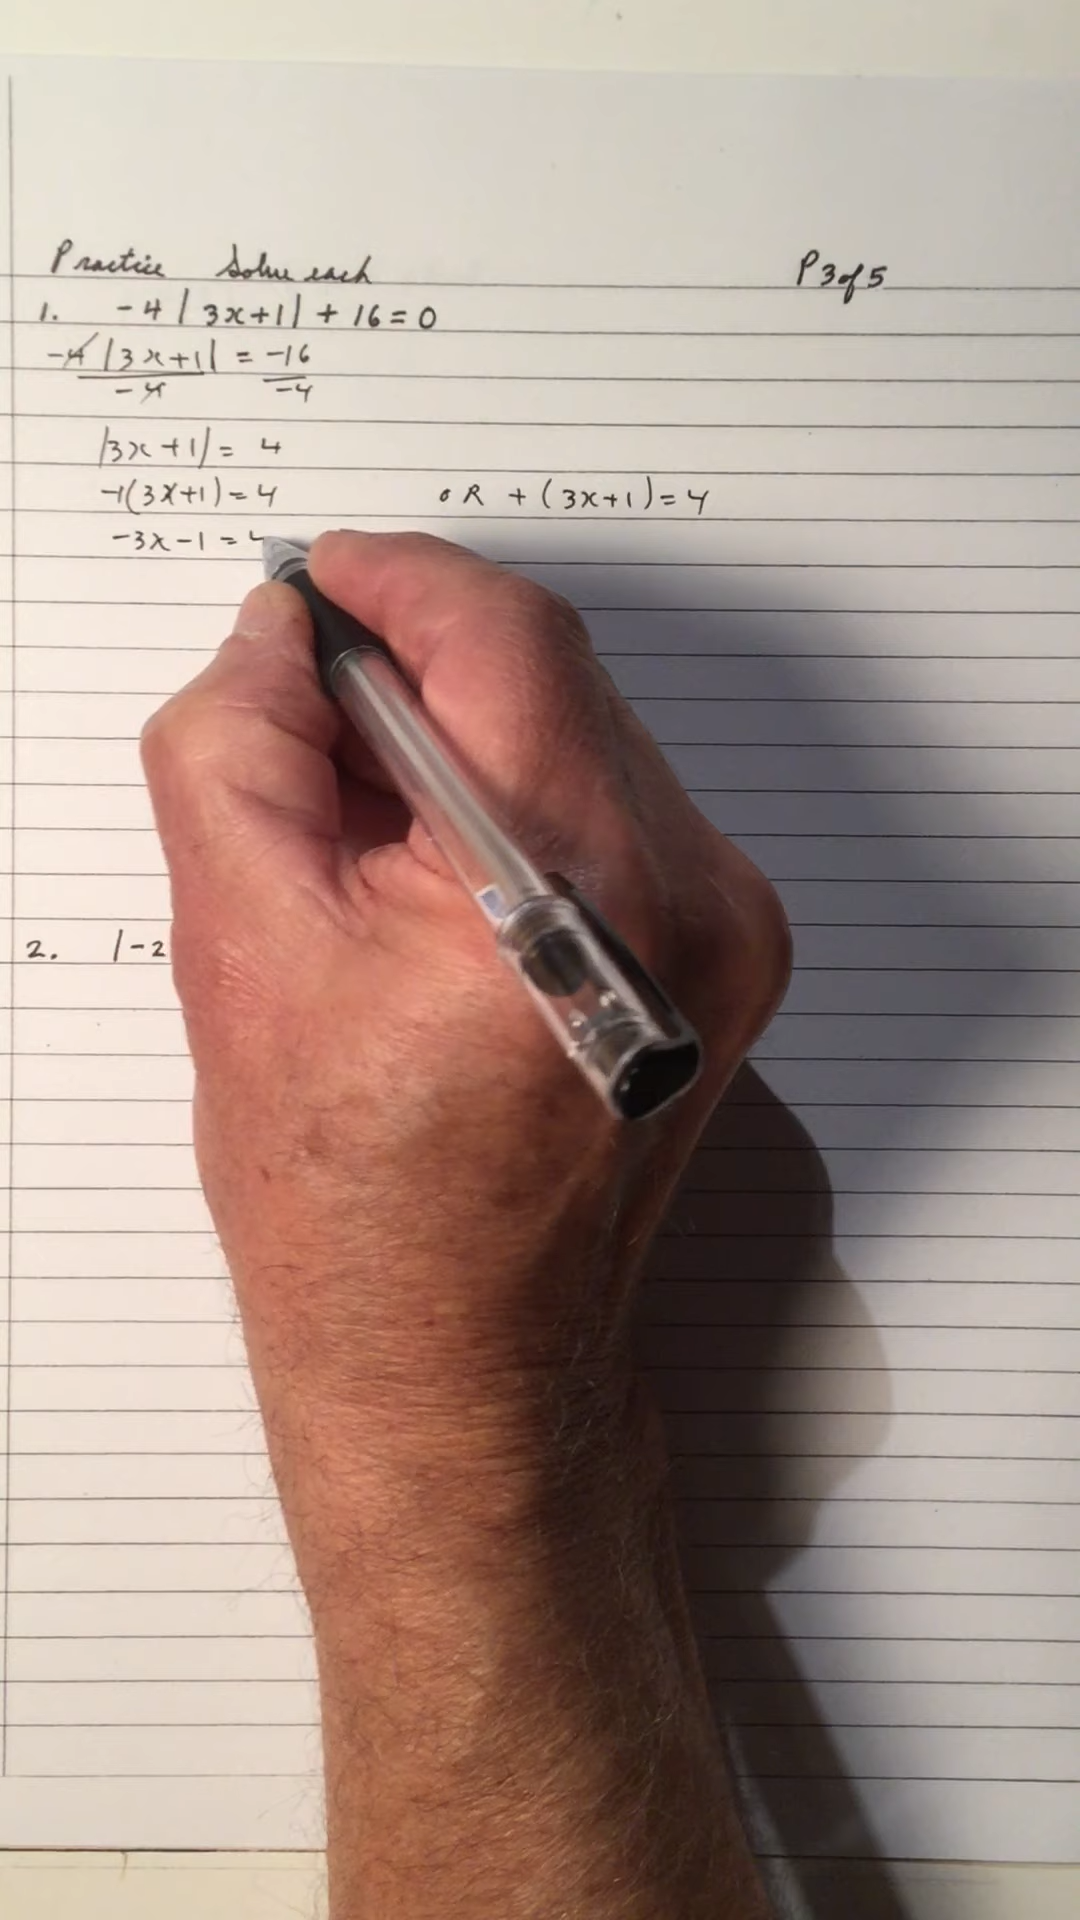 Practice Solve each P 3 of 5
1. -4|3x+1| + 16 = 0
-4|3x+1| = -16
-4 -4
|3x+1| = 4
-1(3x+1) = 4 OR +(3x+1) = 4
-3x-1 = 4
2. |-2